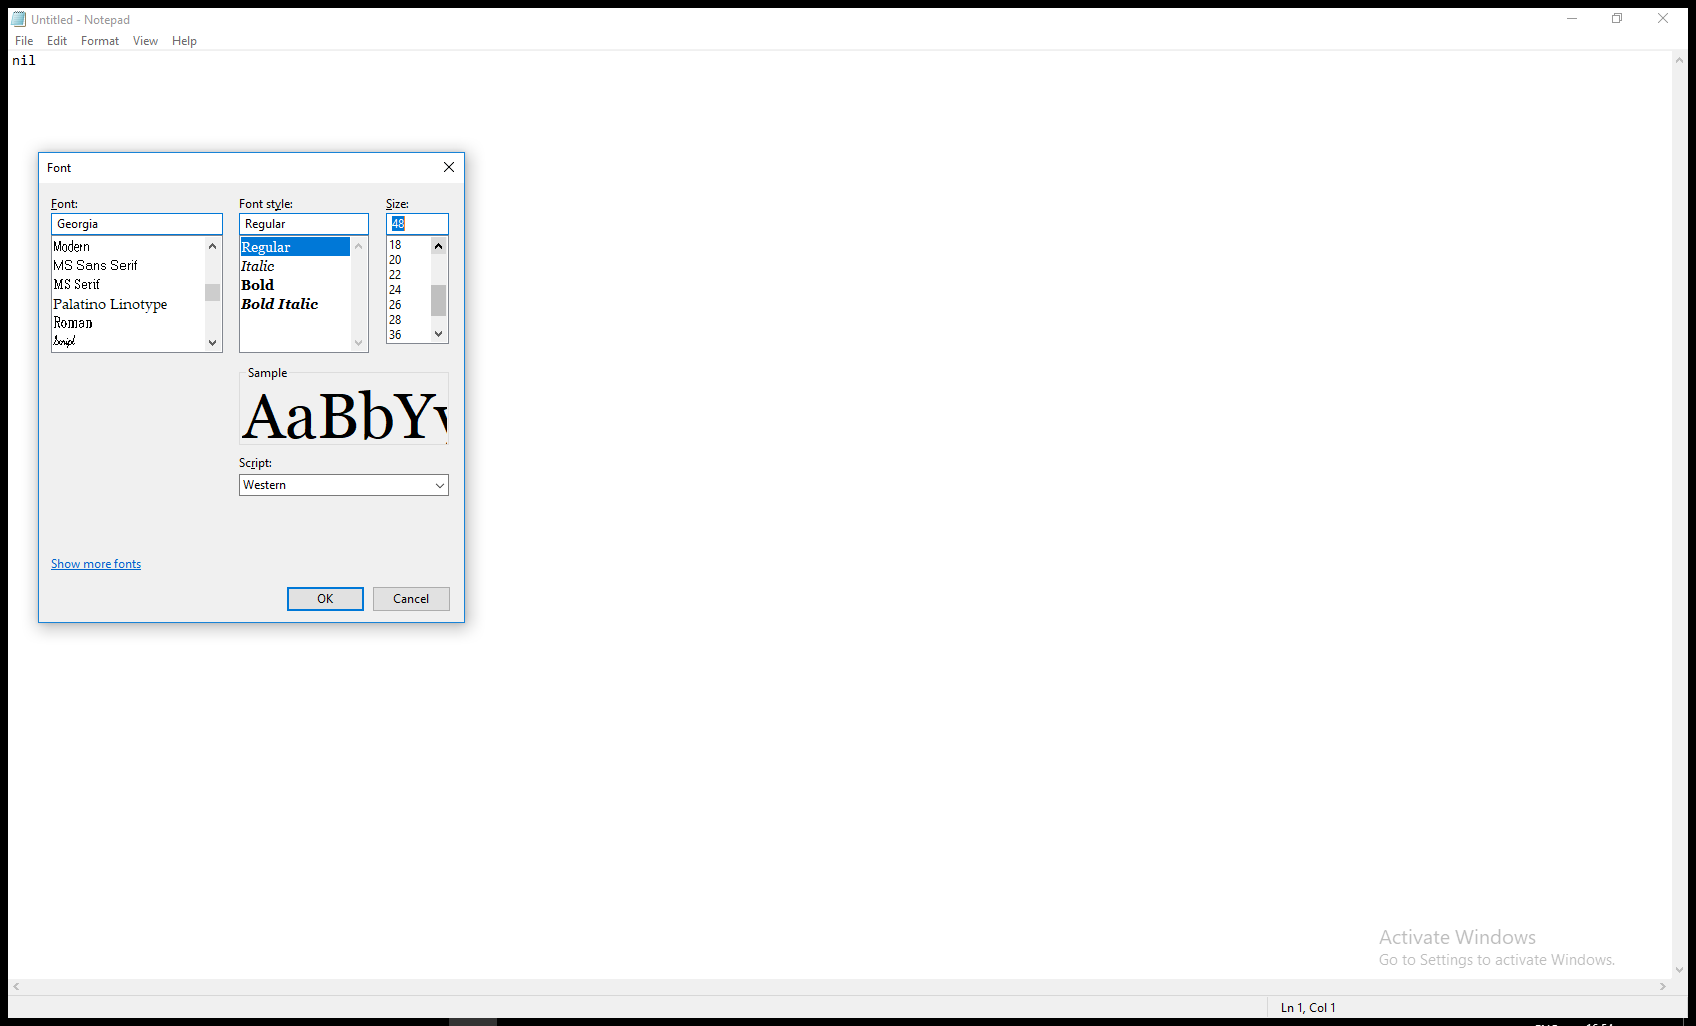 Untitled - Notepad
File Edit Format View Help
nil
Font
Font: Font style: Size:
Georgia Regular 48
Modern
MS Sans Serif
MS Serif
Palatino Linotype
Roman
Script
Regular
Italic
Bold
Bold Italic
18
20
22
24
26
28
36
Sample
AaBbYy
Script:
Western
Show more fonts
OK Cancel
Activate Windows
Go to Settings to activate Windows.
Ln 1, Col 1